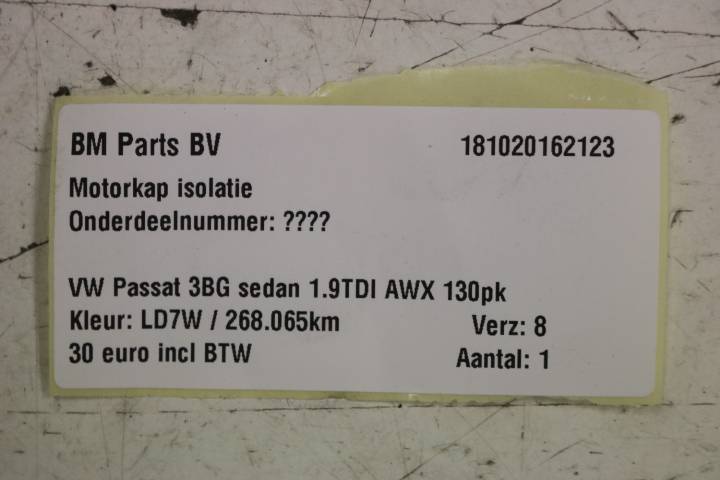 BM Parts BV 181020162123
Motorkap isolatie
Onderdeelnummer: ????
VW Passat 3BG sedan 1.9TDI AWX 130pk
Kleur: LD7W / 268.065km Verz: 8
30 euro incl BTW Aantal: 1